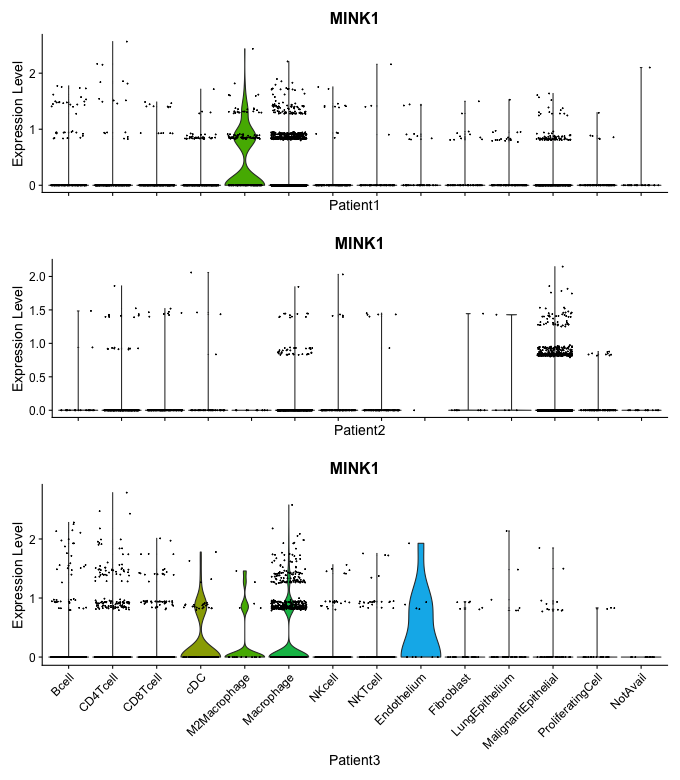 MINK1
Expression Level
2
1
0
Patient1
MINK1
Expression Level
2.0
1.5
1.0
0.5
0.0
Patient2
MINK1
Expression Level
2
1
0
Bcell
CD4Tcell
CD8Tcell
cDC
M2Macrophage
Macrophage
NKcell
NKTcell
Endothelium
Fibroblast
LungEpithelium
MalignantEpithelial
ProliferatingCell
NotAvail
Patient3